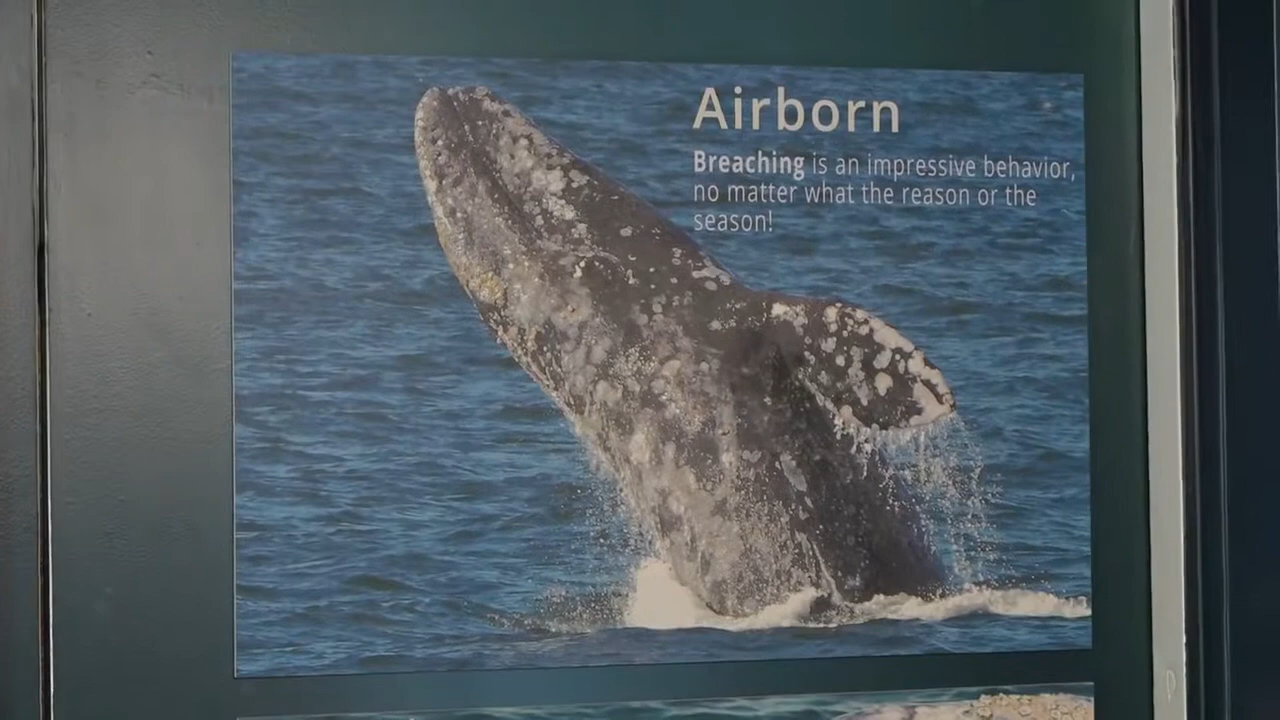 Airborn
Breaching is an impressive behavior,
no matter what the reason or the
season!